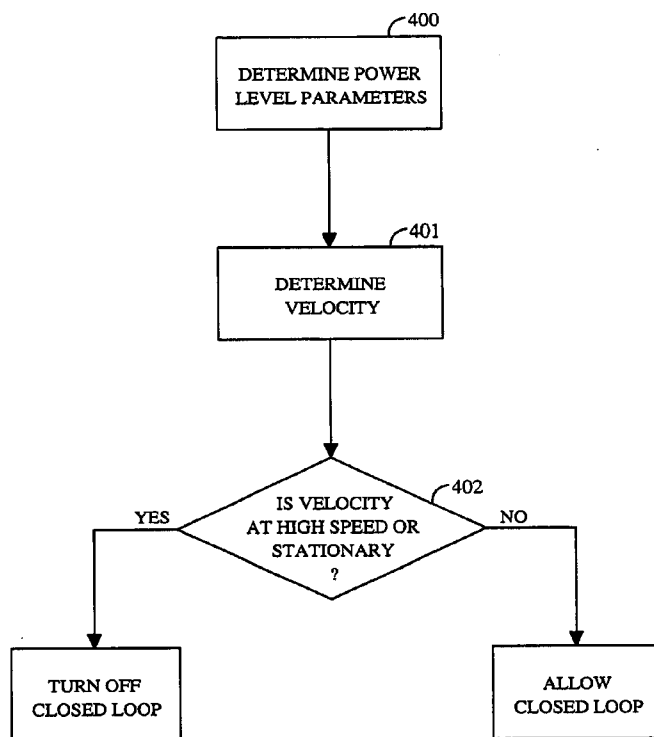 400
DETERMINE POWER
LEVEL PARAMETERS
401
DETERMINE
VELOCITY
402
IS VELOCITY
AT HIGH SPEED OR
STATIONARY
?
YES
NO
TURN OFF
CLOSED LOOP
ALLOW
CLOSED LOOP